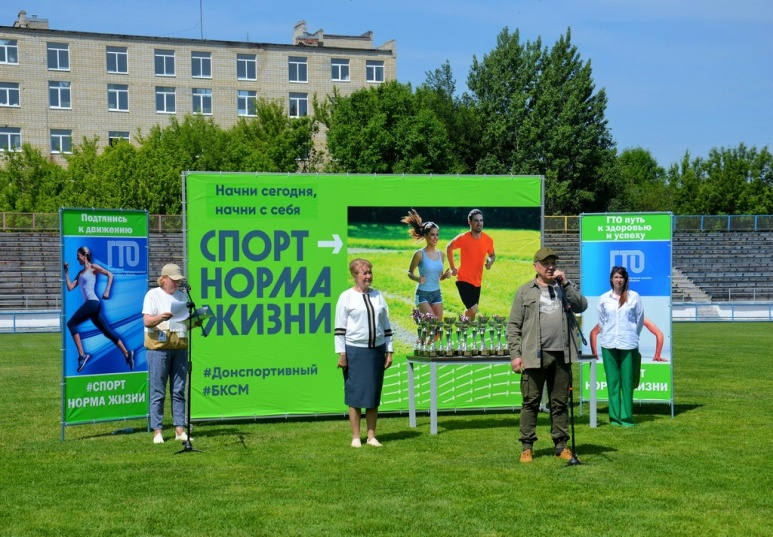 Подтянись
к движению
ГТО
#СПОРТ
НОРМА ЖИЗНИ
Начни сегодня,
начни с себя
СПОРТ
НОРМА
ЖИЗНИ
#Донспортивный
#БКСМ
ГТО путь
к здоровью
и успеху
ГТО
НОРМА ЖИЗНИ